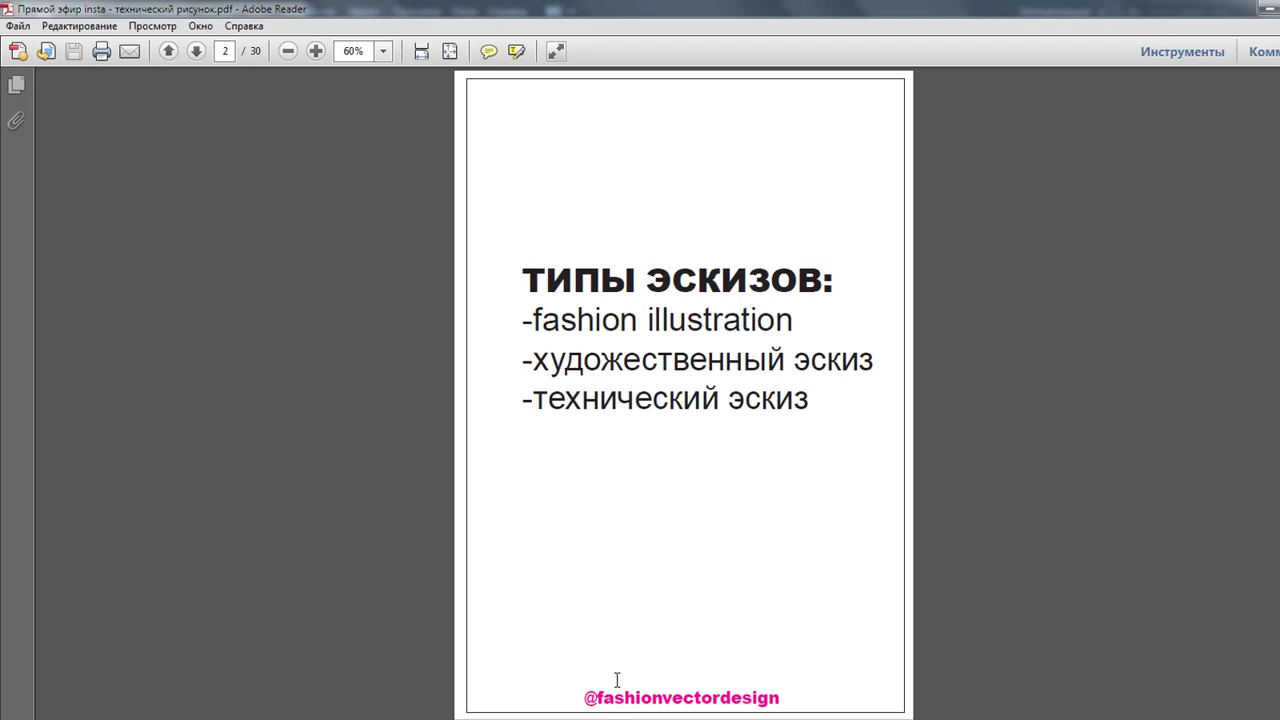 Прямой эфир insta - технический рисунок.pdf - Adobe Reader
Файл Редактирование Просмотр Окно Справка
2 / 30 60% Инструменты Комм
ТИПЫ ЭСКИЗОВ:
-fashion illustration
-художественный эскиз
-технический эскиз
@fashionvectordesign